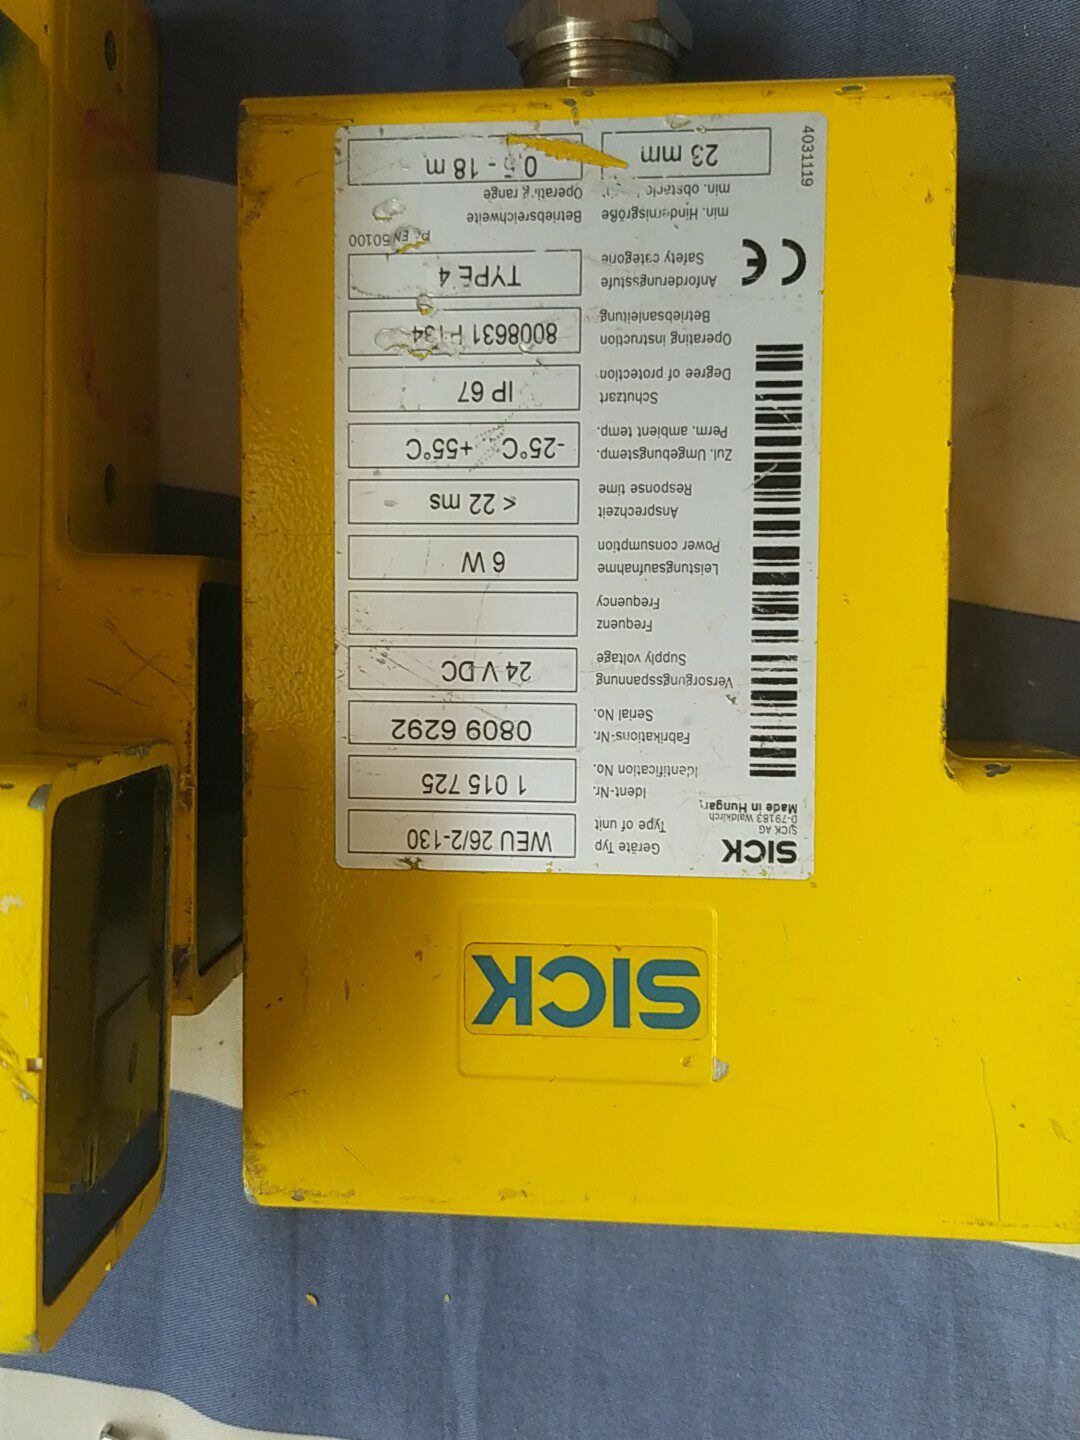 SICK
SICK
SICK AG
D-79183 Waldkirch
Made in Hungary
Geräte Typ
Type of unit
WEU 26/2-130
Ident-Nr.
Identification No.
1 015 725
Fabrikations-Nr.
Serial No.
0809 6292
Versorgungsspannung
Supply voltage
24 V DC
Frequenz
Frequency
Leistungsaufnahme
Power consumption
6 W
Ansprechzeit
Response time
< 22 ms
Zul. Umgebungstemp.
Perm. ambient temp.
-25°C +55°C
Schutzart
Degree of protection
IP 67
Operating instruction
Betriebsanleitung
8008631
Anforderungsstufe
Safety categorie
TYPE 4
EN 50100
CE
min. Hindernisgröße
min.
23 mm
Betriebsreichweite
Operating range
0,5 - 18 m
4031119